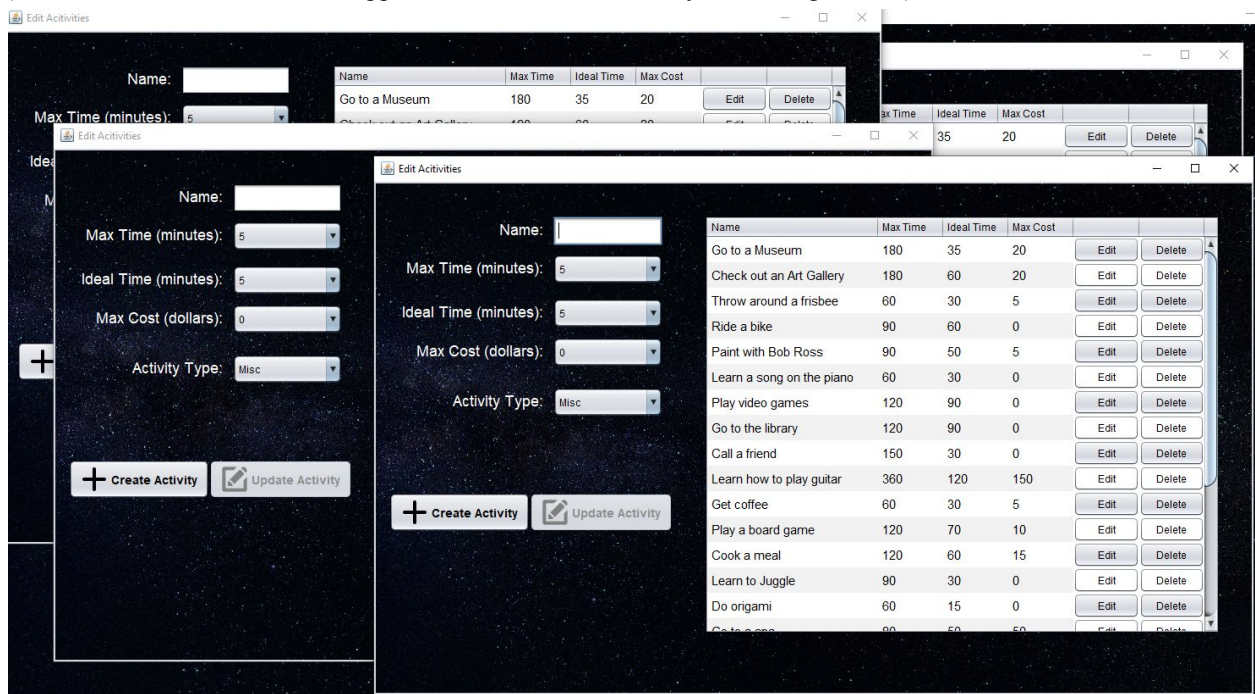 Edit Acitivities
Name:
Max Time (minutes): 5
Name Max Time Ideal Time Max Cost
Go to a Museum 180 35 20 Edit Delete
ax Time Ideal Time Max Cost
35 20 Edit Delete
Idea
M
Edit Acitivities
Name:
Max Time (minutes): 5
Ideal Time (minutes): 5
Max Cost (dollars): 0
Activity Type: Misc
Create Activity Update Activity
Edit Acitivities
Name:
Max Time (minutes): 5
Ideal Time (minutes): 5
Max Cost (dollars): 0
Activity Type: Misc
Create Activity Update Activity
Name Max Time Ideal Time Max Cost
Go to a Museum 180 35 20 Edit Delete
Check out an Art Gallery 180 60 20 Edit Delete
Throw around a frisbee 60 30 5 Edit Delete
Ride a bike 90 60 0 Edit Delete
Paint with Bob Ross 90 50 5 Edit Delete
Learn a song on the piano 60 30 0 Edit Delete
Play video games 120 90 0 Edit Delete
Go to the library 120 90 0 Edit Delete
Call a friend 150 30 0 Edit Delete
Learn how to play guitar 360 120 150 Edit Delete
Get coffee 60 30 5 Edit Delete
Play a board game 120 70 10 Edit Delete
Cook a meal 120 60 15 Edit Delete
Learn to Juggle 90 30 0 Edit Delete
Do origami 60 15 0 Edit Delete